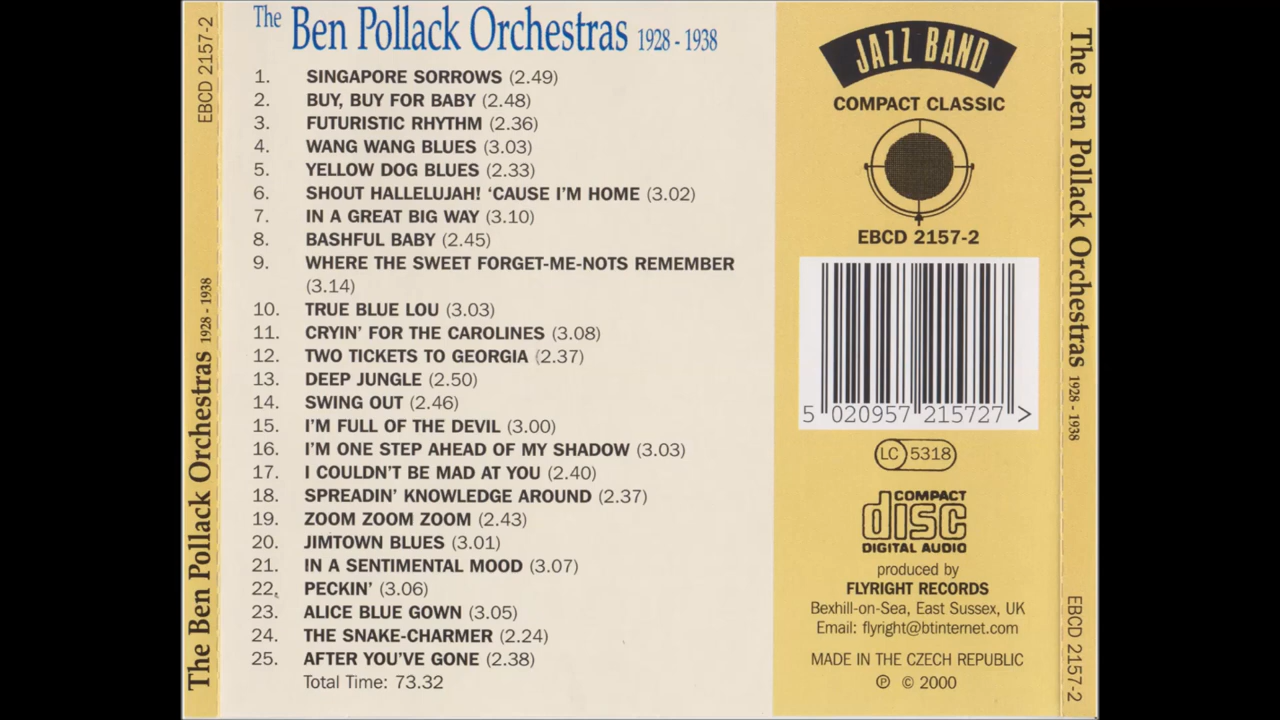 EBCD 2157-2
The Ben Pollack Orchestras 1928 - 1938
The Ben Pollack Orchestras 1928 - 1938
1. SINGAPORE SORROWS (2.49)
2. BUY, BUY FOR BABY (2.48)
3. FUTURISTIC RHYTHM (2.36)
4. WANG WANG BLUES (3.03)
5. YELLOW DOG BLUES (2.33)
6. SHOUT HALLELUJAH! ‘CAUSE I’M HOME (3.02)
7. IN A GREAT BIG WAY (3.10)
8. BASHFUL BABY (2.45)
9. WHERE THE SWEET FORGET-ME-NOTS REMEMBER
(3.14)
10. TRUE BLUE LOU (3.03)
11. CRYIN’ FOR THE CAROLINES (3.08)
12. TWO TICKETS TO GEORGIA (2.37)
13. DEEP JUNGLE (2.50)
14. SWING OUT (2.46)
15. I’M FULL OF THE DEVIL (3.00)
16. I’M ONE STEP AHEAD OF MY SHADOW (3.03)
17. I COULDN’T BE MAD AT YOU (2.40)
18. SPREADIN’ KNOWLEDGE AROUND (2.37)
19. ZOOM ZOOM ZOOM (2.43)
20. JIMTOWN BLUES (3.01)
21. IN A SENTIMENTAL MOOD (3.07)
22. PECKIN’ (3.06)
23. ALICE BLUE GOWN (3.05)
24. THE SNAKE-CHARMER (2.24)
25. AFTER YOU’VE GONE (2.38)
Total Time: 73.32
JAZZ BAND
COMPACT CLASSIC
EBCD 2157-2
5 020957 215727 >
LC 5318
COMPACT
disc
DIGITAL AUDIO
produced by
FLYRIGHT RECORDS
Bexhill-on-Sea, East Sussex, UK
Email: flyright@btinternet.com
MADE IN THE CZECH REPUBLIC
℗ © 2000
The Ben Pollack Orchestras 1928 - 1938
EBCD 2157-2